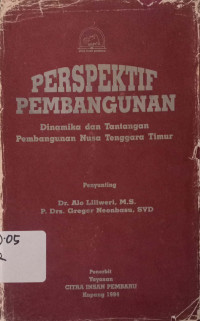 PERSPEKTIF
PEMBANGUNAN
Dinamika dan Tantangan
Pembangunan Nusa Tenggara Timur
Penyunting
Dr. Alo Liliweri, M.S.
P. Drs. Gregor Neonbasu, SVD
Penerbit
Yayasan
CITRA INSAN PEMBARU
Kupang 1994